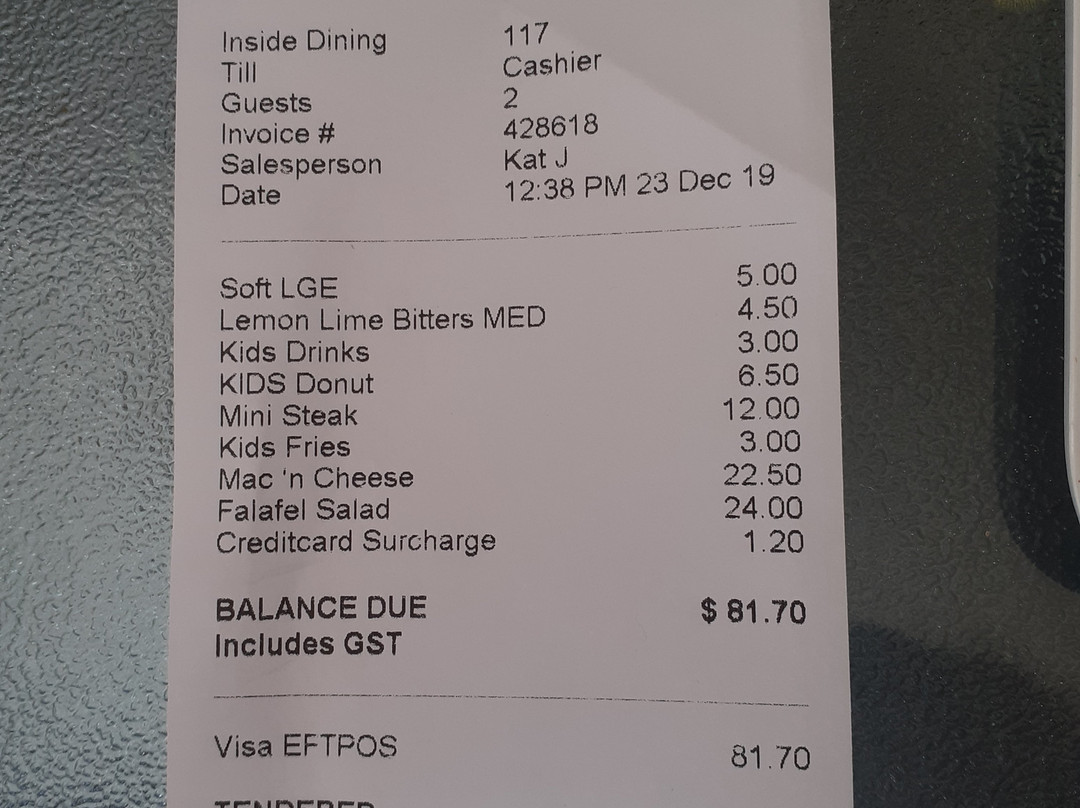 Inside Dining 117
Till Cashier
Guests 2
Invoice # 428618
Salesperson Kat J
Date 12:38 PM 23 Dec 19
Soft LGE 5.00
Lemon Lime Bitters MED 4.50
Kids Drinks 3.00
KIDS Donut 6.50
Mini Steak 12.00
Kids Fries 3.00
Mac 'n Cheese 22.50
Falafel Salad 24.00
Creditcard Surcharge 1.20
BALANCE DUE $ 81.70
Includes GST
Visa EFTPOS 81.70
TENDERED